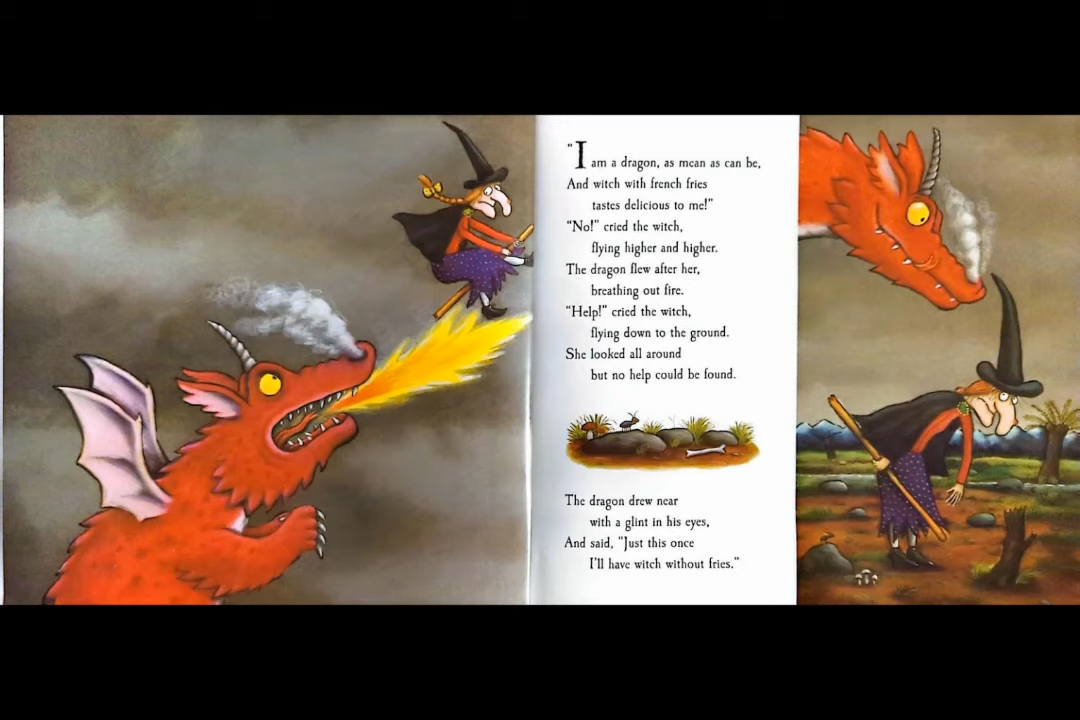 "I am a dragon, as mean as can be,
And witch with french fries
tastes delicious to me!"
"No!" cried the witch,
flying higher and higher.
The dragon flew after her,
breathing out fire.
"Help!" cried the witch,
flying down to the ground.
She looked all around
but no help could be found.
The dragon drew near
with a glint in his eyes,
And said, "Just this once
I'll have witch without fries."